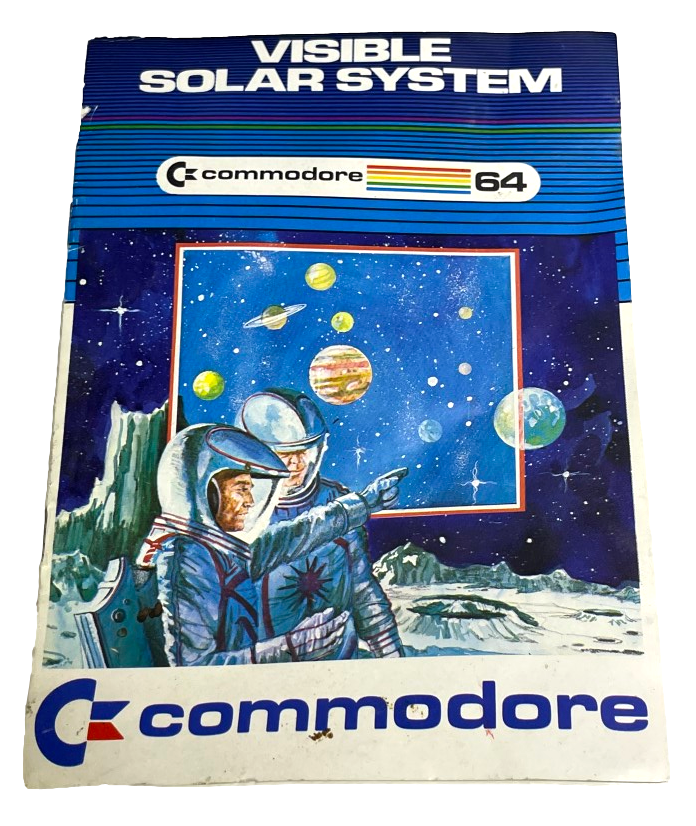 VISIBLE
SOLAR SYSTEM
commodore 64
commodore